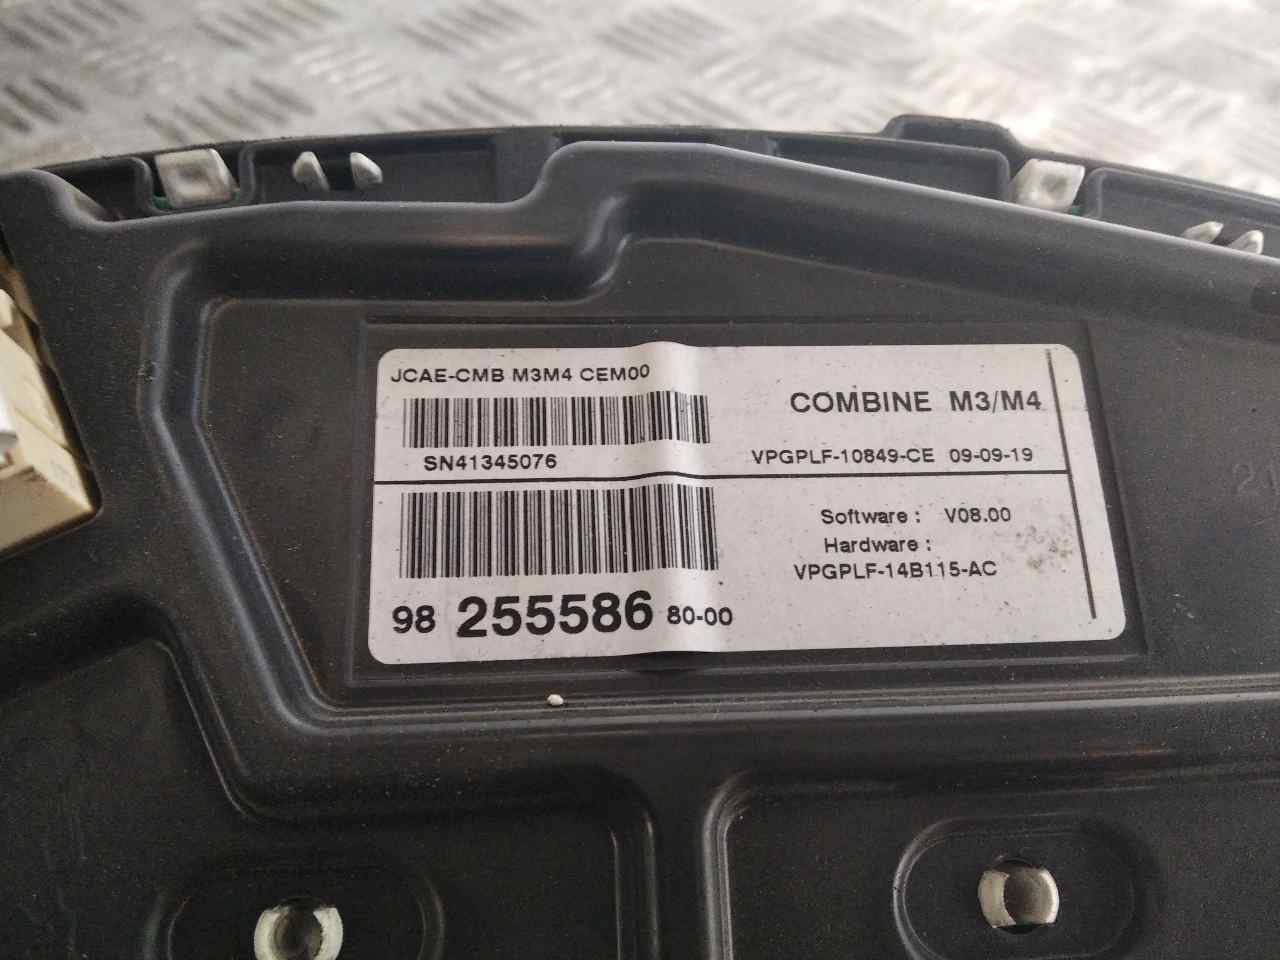 JCAE-CMB M3M4 CEM00
COMBINE M3/M4
SN41345076
VPGPLF-10849-CE 09-09-19
Software : V08.00
Hardware :
VPGPLF-14B115-AC
98 255586 80-00